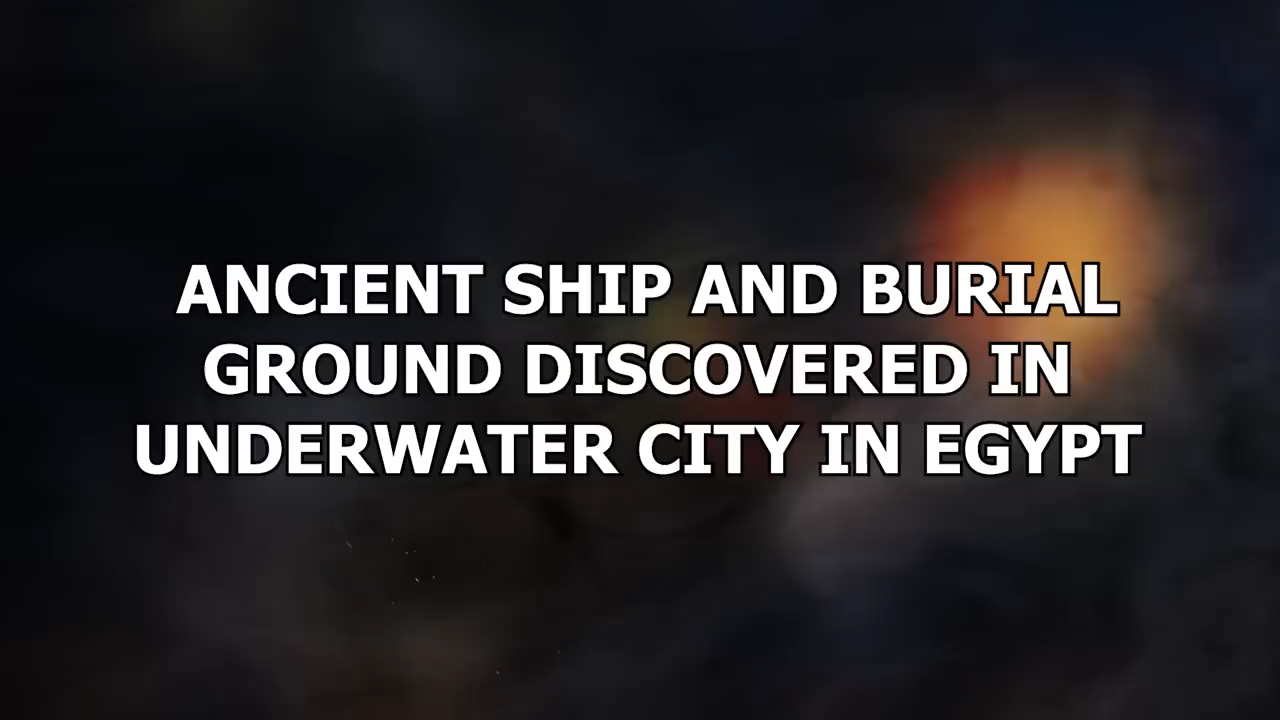 ANCIENT SHIP AND BURIAL
GROUND DISCOVERED IN
UNDERWATER CITY IN EGYPT